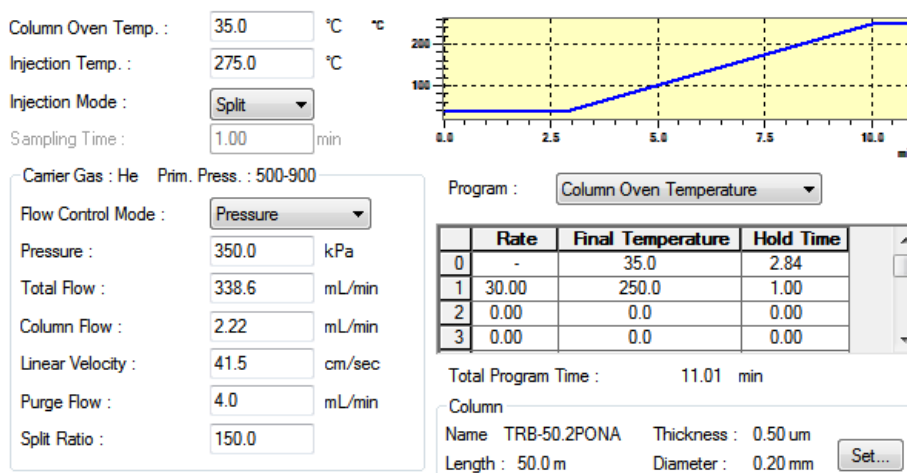 Column Oven Temp. : 35.0 °C
Injection Temp. : 275.0 °C
Injection Mode : Split
Sampling Time : 1.00 min
Carrier Gas : He Prim. Press. : 500-900
Flow Control Mode : Pressure
Pressure : 350.0 kPa
Total Flow : 338.6 mL/min
Column Flow : 2.22 mL/min
Linear Velocity : 41.5 cm/sec
Purge Flow : 4.0 mL/min
Split Ratio : 150.0
°C
200
100
0.0 2.5 5.0 7.5 10.0
Program : Column Oven Temperature
Rate Final Temperature Hold Time
0 - 35.0 2.84
1 30.00 250.0 1.00
2 0.00 0.0 0.00
3 0.00 0.0 0.00
Total Program Time : 11.01 min
Column
Name TRB-50.2PONA Thickness : 0.50 um
Length : 50.0 m Diameter : 0.20 mm Set...